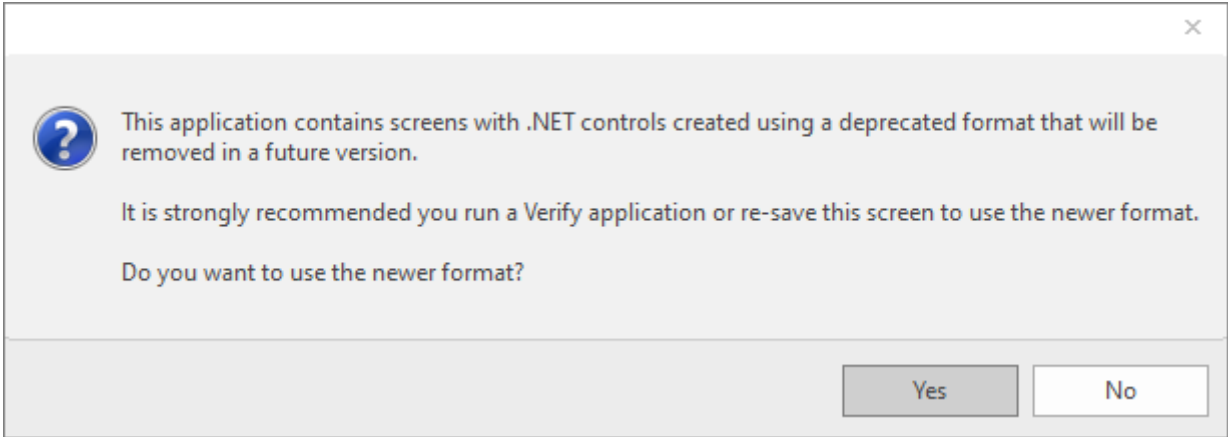 This application contains screens with .NET controls created using a deprecated format that will be
removed in a future version.
It is strongly recommended you run a Verify application or re-save this screen to use the newer format.
Do you want to use the newer format?
Yes
No